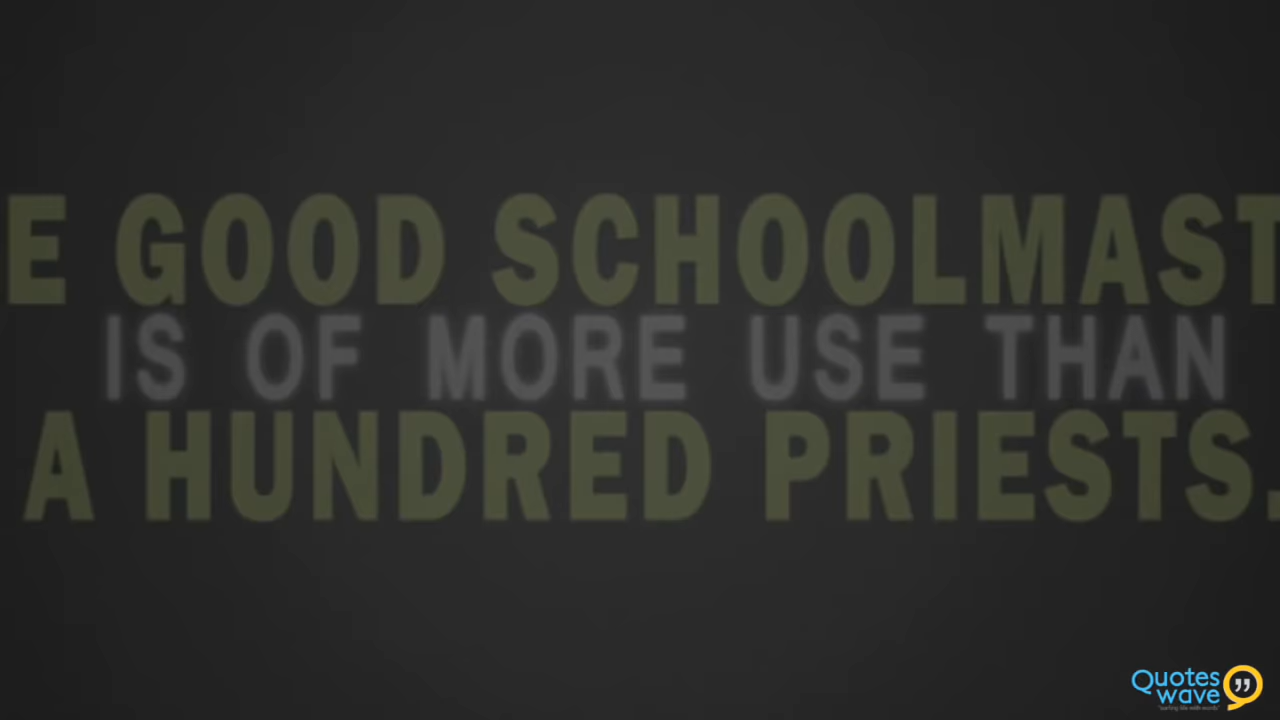 E GOOD SCHOOLMAST
IS OF MORE USE THAN
A HUNDRED PRIESTS.
Quotes
wave